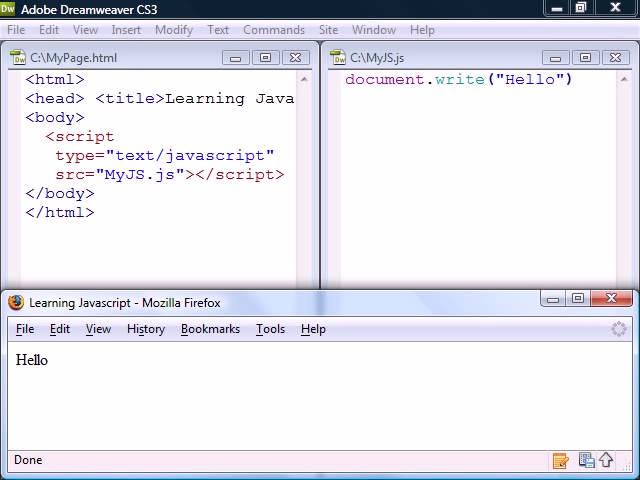 Dw Adobe Dreamweaver CS3
File Edit View Insert Modify Text Commands Site Window Help
C:\MyPage.html
<html>
<head> <title>Learning Java
<body>
<script
type="text/javascript"
src="MyJS.js"></script>
</body>
</html>
C:\MyJS.js
document.write("Hello")
Learning Javascript - Mozilla Firefox
File Edit View History Bookmarks Tools Help
Hello
Done